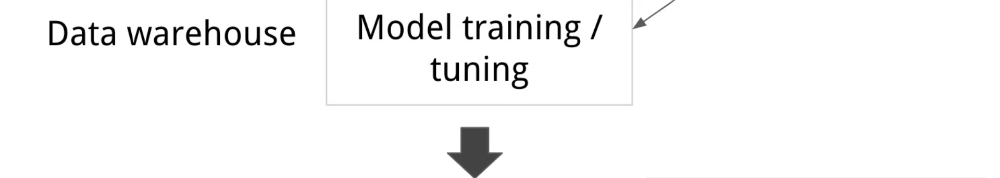 Data warehouse
Model training /
tuning